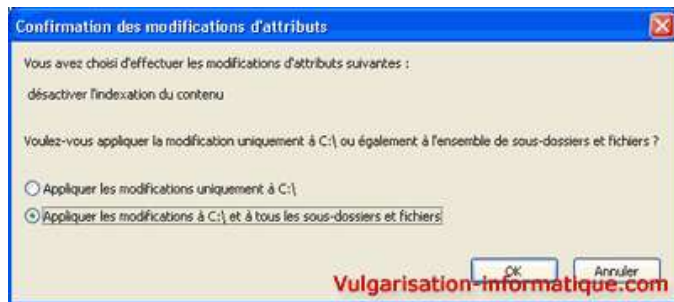 Confirmation des modifications d'attributs
Vous avez choisi d'effectuer les modifications d'attributs suivantes :
désactiver l'indexation du contenu
Voulez-vous appliquer la modification uniquement à C:\ ou également à l'ensemble de sous-dossiers et fichiers ?
Appliquer les modifications uniquement à C:\
Appliquer les modifications à C:\ et à tous les sous-dossiers et fichiers
OK
Annuler
Vulgarisation-informatique.com